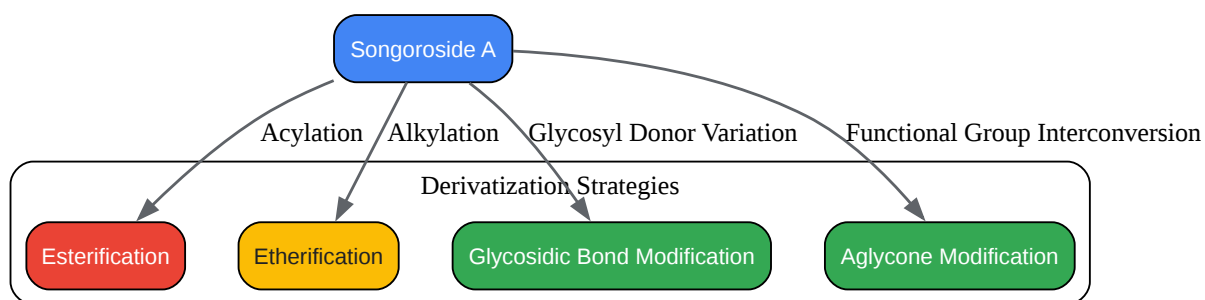 Songoroside A
Acylation
Alkylation
Glycosyl Donor Variation
Functional Group Interconversion
Derivatization Strategies
Esterification
Etherification
Glycosidic Bond Modification
Aglycone Modification